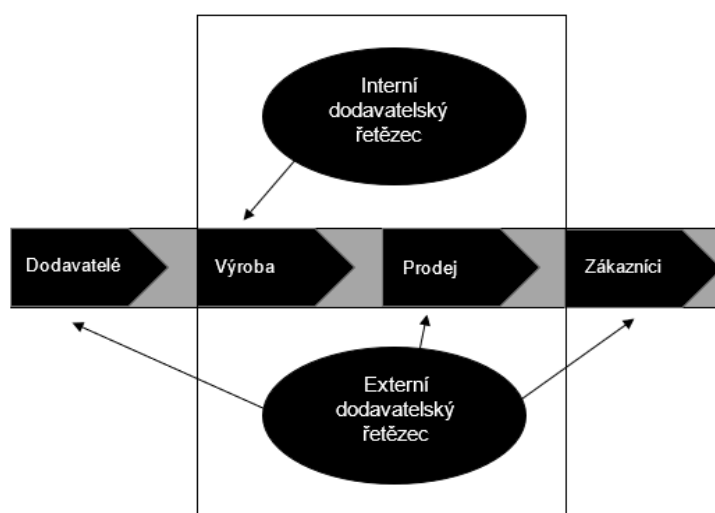 Interní
dodavatelský
řetězec
Dodavatelé
Výroba
Prodej
Zákazníci
Externí
dodavatelský
řetězec